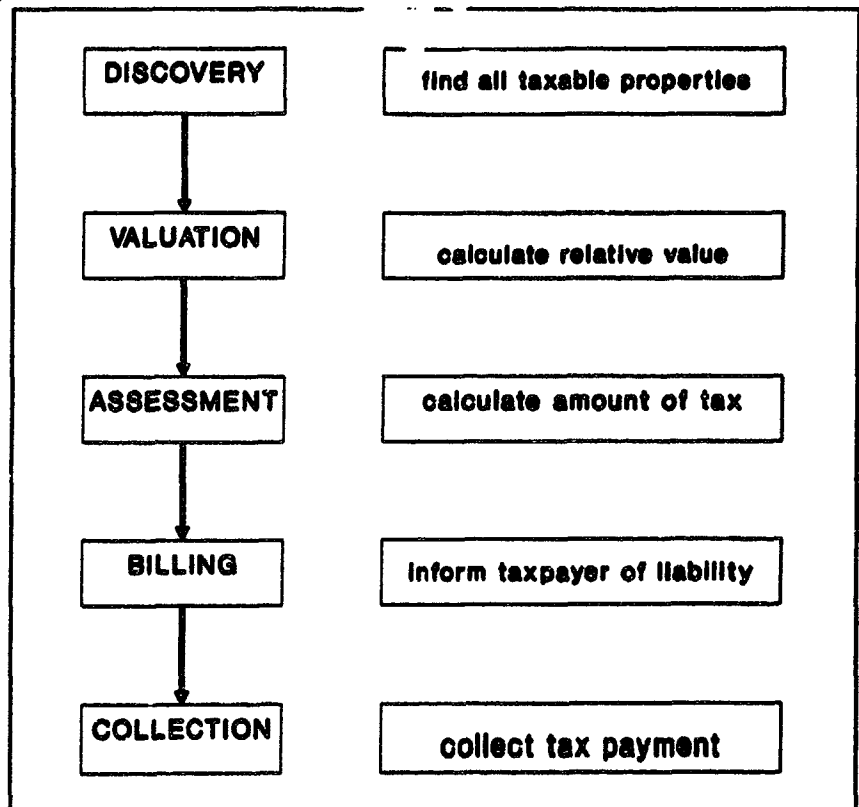 DISCOVERY
find all taxable properties
VALUATION
calculate relative value
ASSESSMENT
calculate amount of tax
BILLING
inform taxpayer of liability
COLLECTION
collect tax payment